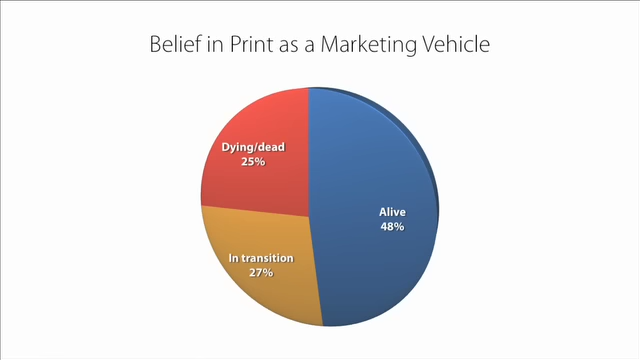 Belief in Print as a Marketing Vehicle
Dying/dead
25%
Alive
48%
In transition
27%